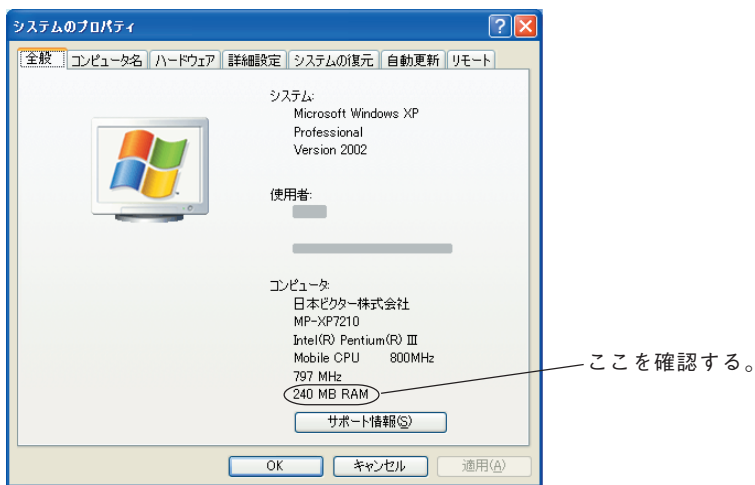 システムのプロパティ
全般 コンピュータ名 ハードウェア 詳細設定 システムの復元 自動更新 リモート
システム:
Microsoft Windows XP
Professional
Version 2002
使用者:
コンピュータ:
日本ビクター株式会社
MP-XP7210
Intel(R) Pentium(R) III
Mobile CPU 800MHz
797 MHz
240 MB RAM
ここを確認する。
サポート情報(S)
OK キャンセル 適用(A)